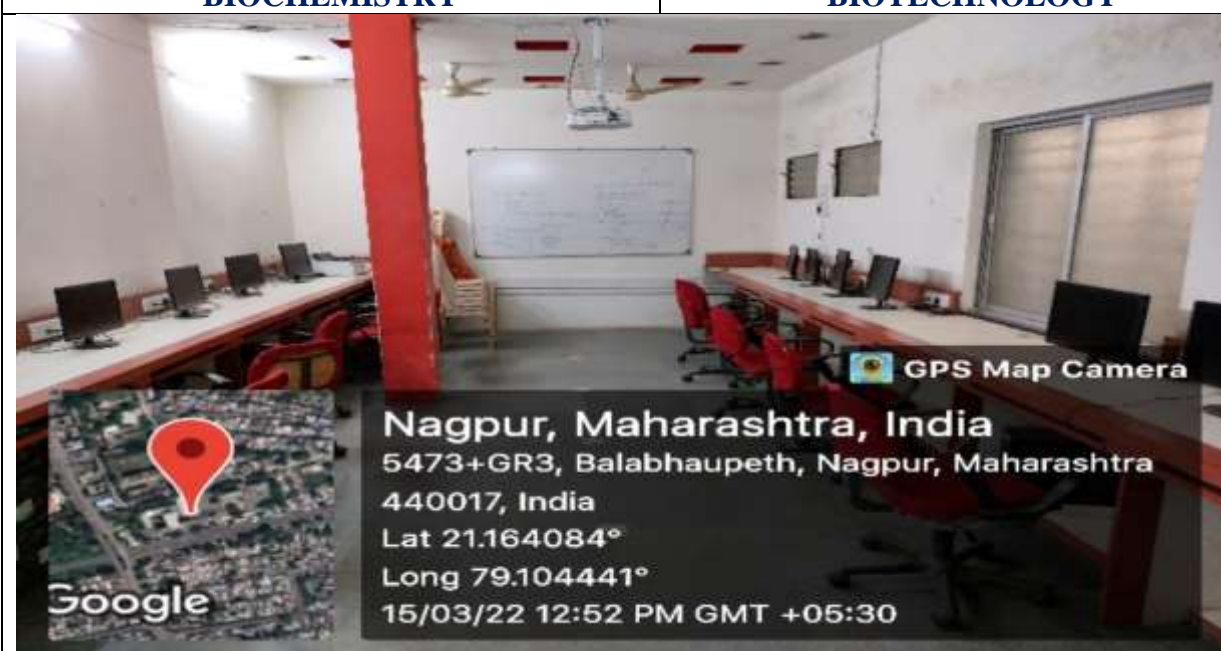 BIOCHEMISTRY
BIOTECHNOLOGY
GPS Map Camera
Nagpur, Maharashtra, India
5473+GR3, Balabhaupeth, Nagpur, Maharashtra
440017, India
Lat 21.164084°
Long 79.104441°
15/03/22 12:52 PM GMT +05:30
Google